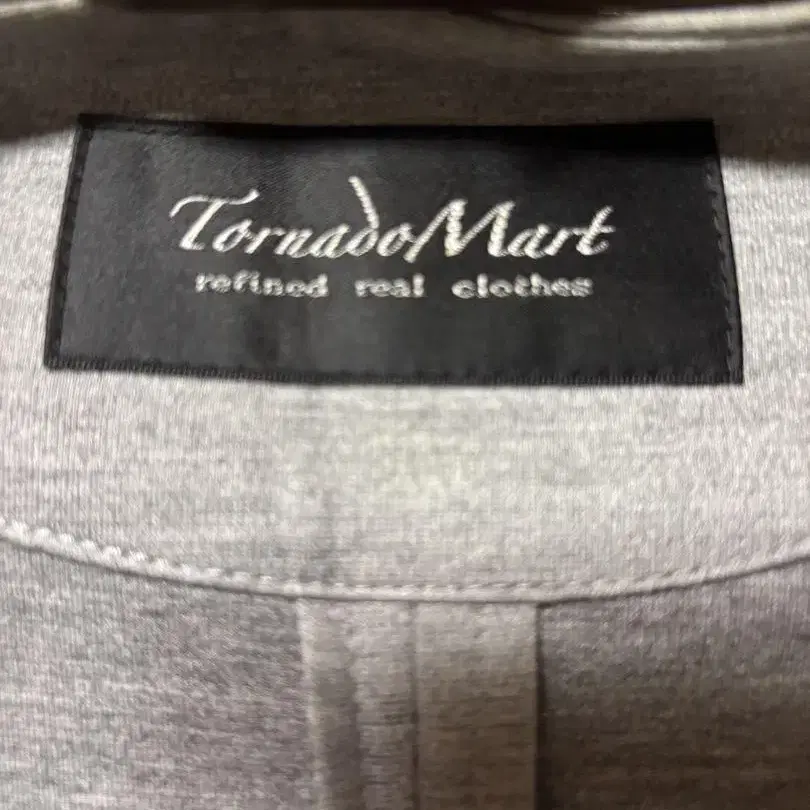 TornadoMart
refined real clothes